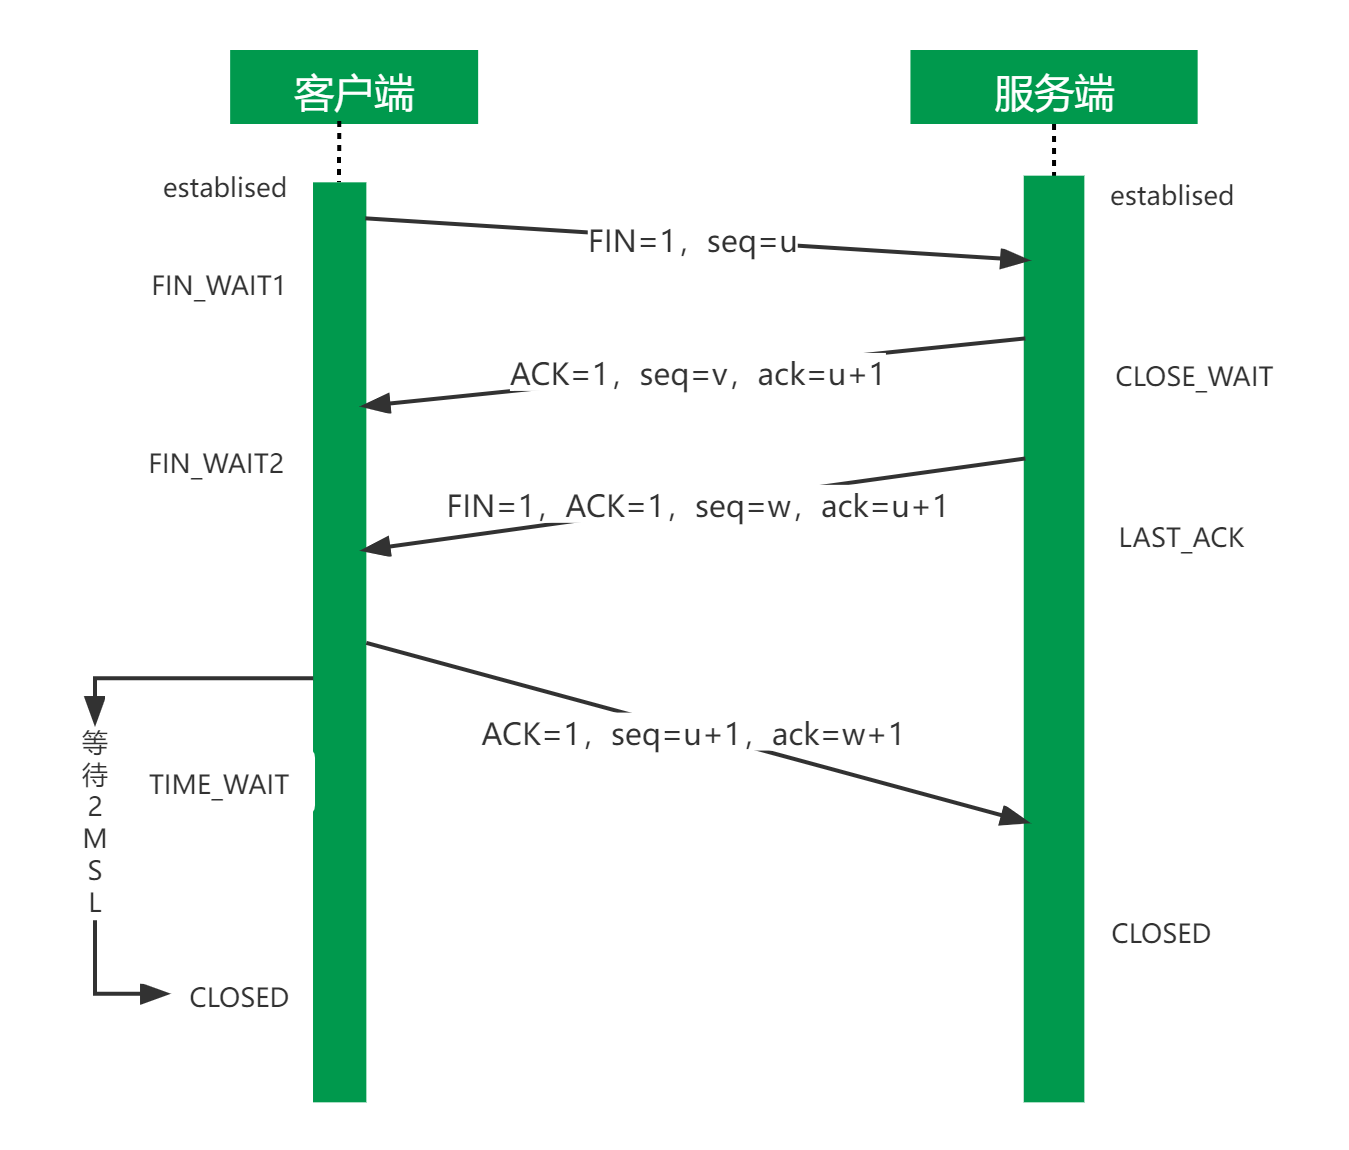 客户端
服务端
establised
establised
FIN=1, seq=u
FIN_WAIT1
ACK=1, seq=v, ack=u+1
CLOSE_WAIT
FIN_WAIT2
FIN=1, ACK=1, seq=w, ack=u+1
LAST_ACK
ACK=1, seq=u+1, ack=w+1
等待2MSL
TIME_WAIT
CLOSED
CLOSED